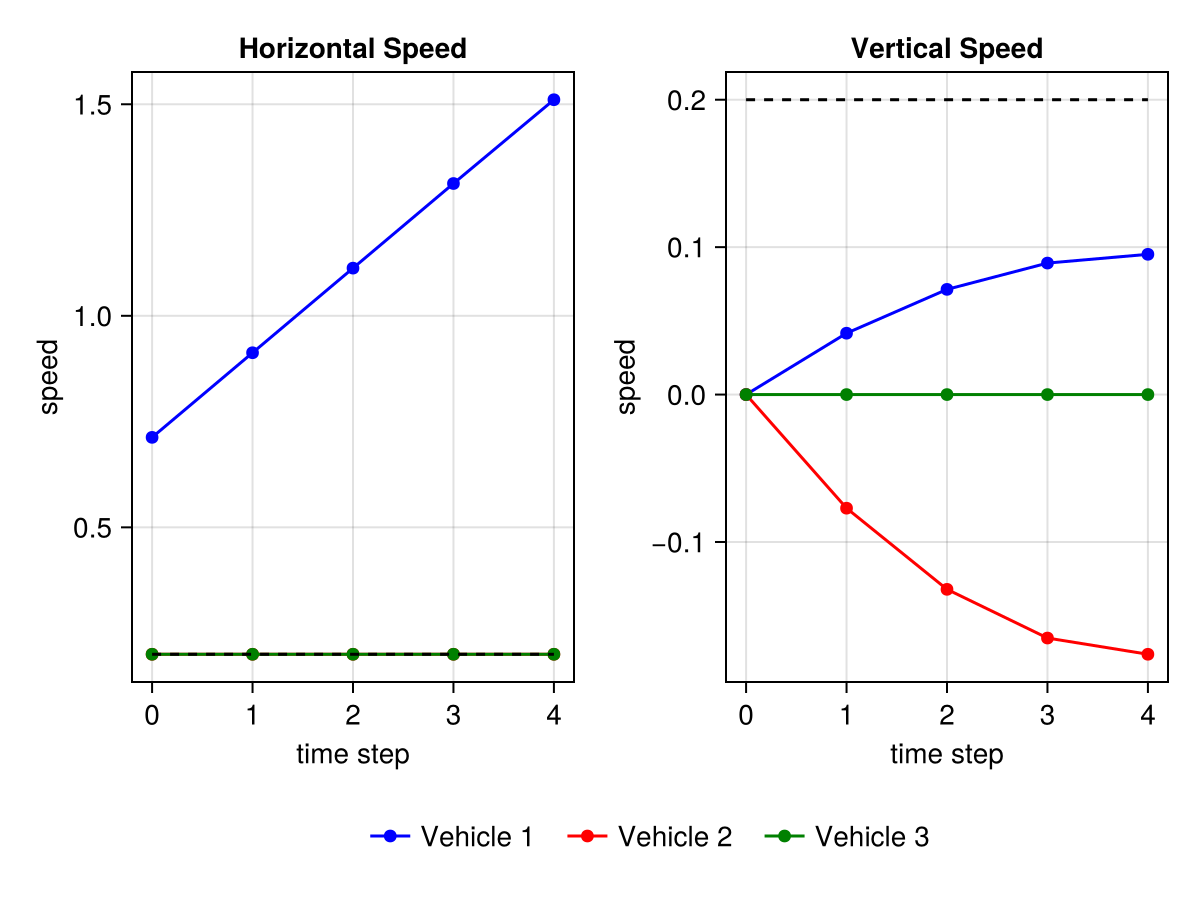 Horizontal Speed
1.5
1.0
0.5
speed
0 1 2 3 4
time step
Vertical Speed
0.2
0.1
0.0
−0.1
speed
0 1 2 3 4
time step
Vehicle 1 Vehicle 2 Vehicle 3